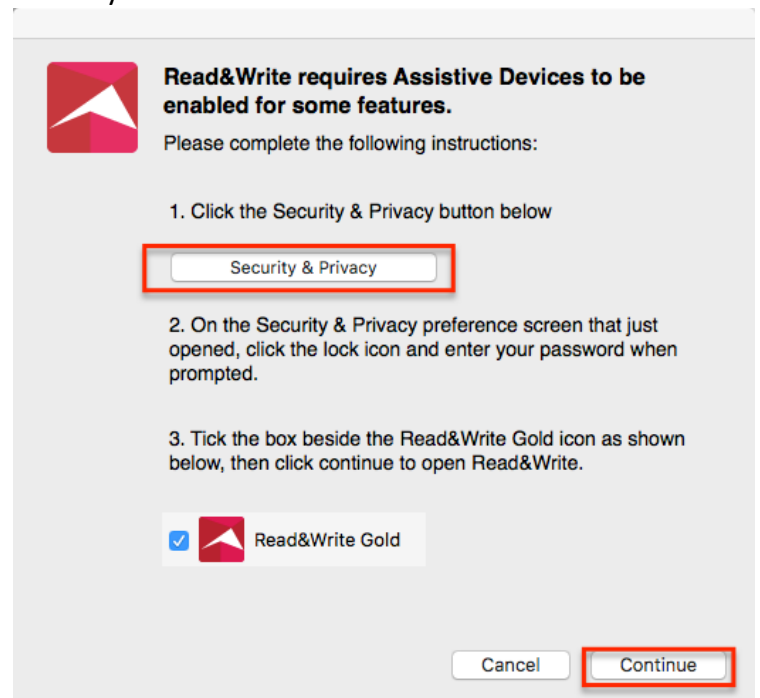 Read&Write requires Assistive Devices to be
enabled for some features.
Please complete the following instructions:
1. Click the Security & Privacy button below
Security & Privacy
2. On the Security & Privacy preference screen that just
opened, click the lock icon and enter your password when
prompted.
3. Tick the box beside the Read&Write Gold icon as shown
below, then click continue to open Read&Write.
Read&Write Gold
Cancel Continue